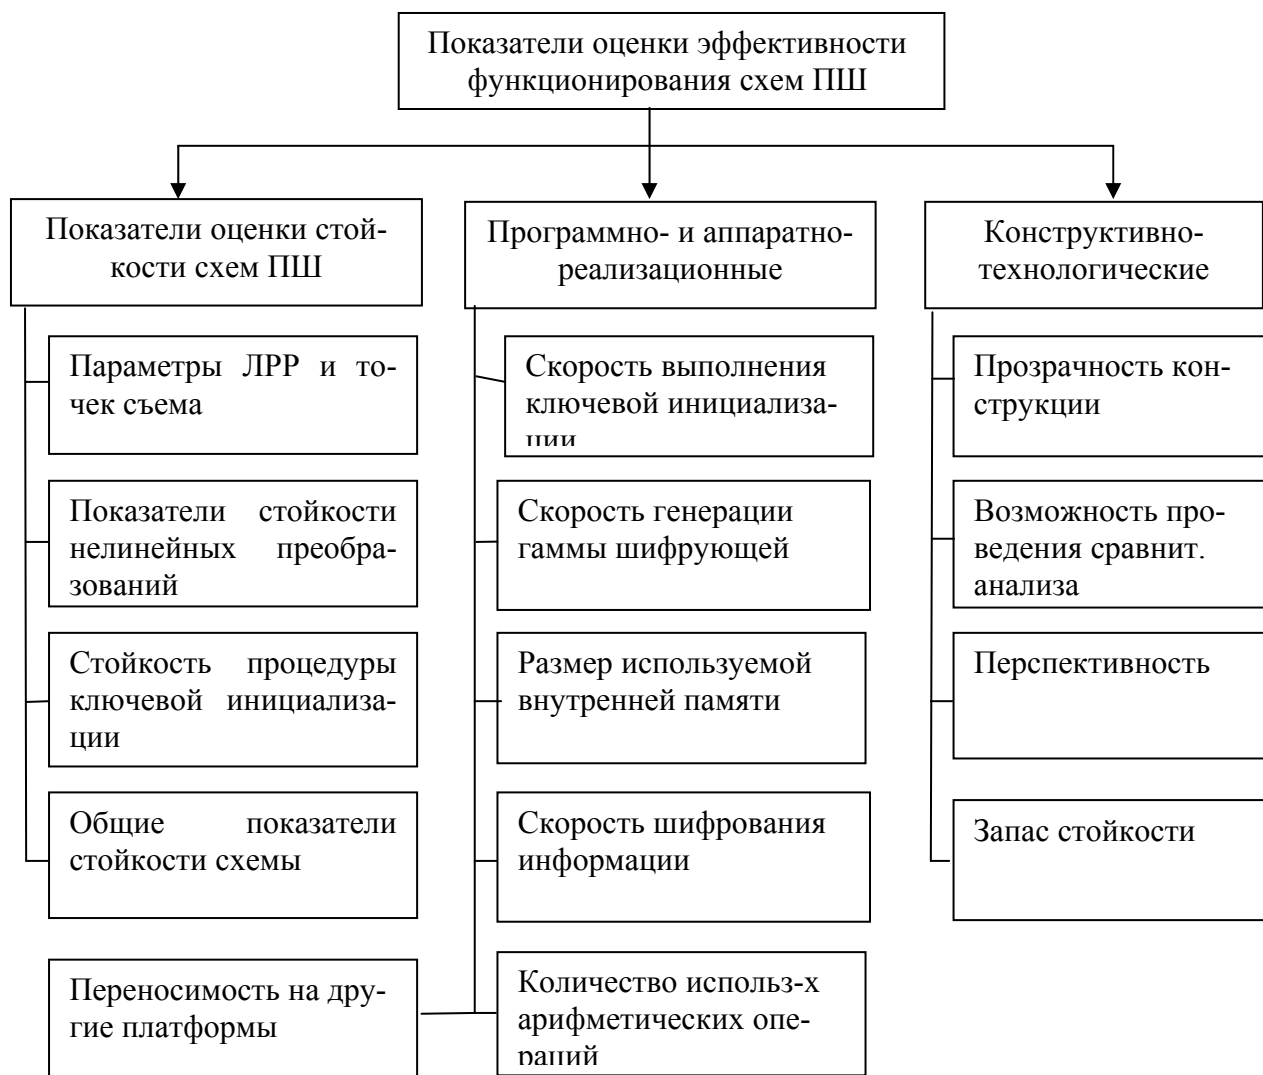 Показатели оценки эффективности
функционирования схем ПШ
Показатели оценки стой-
кости схем ПШ
Программно- и аппаратно-
реализационные
Конструктивно-
технологические
Параметры ЛРР и то-
чек съема
Показатели стойкости
нелинейных преобра-
зований
Стойкость процедуры
ключевой инициализа-
ции
Общие показатели
стойкости схемы
Переносимость на дру-
гие платформы
Скорость выполнения
ключевой инициализа-
ции
Скорость генерации
гаммы шифрующей
Размер используемой
внутренней памяти
Скорость шифрования
информации
Количество использ-х
арифметических опе-
раций
Прозрачность кон-
струкции
Возможность про-
ведения сравнит.
анализа
Перспективность
Запас стойкости